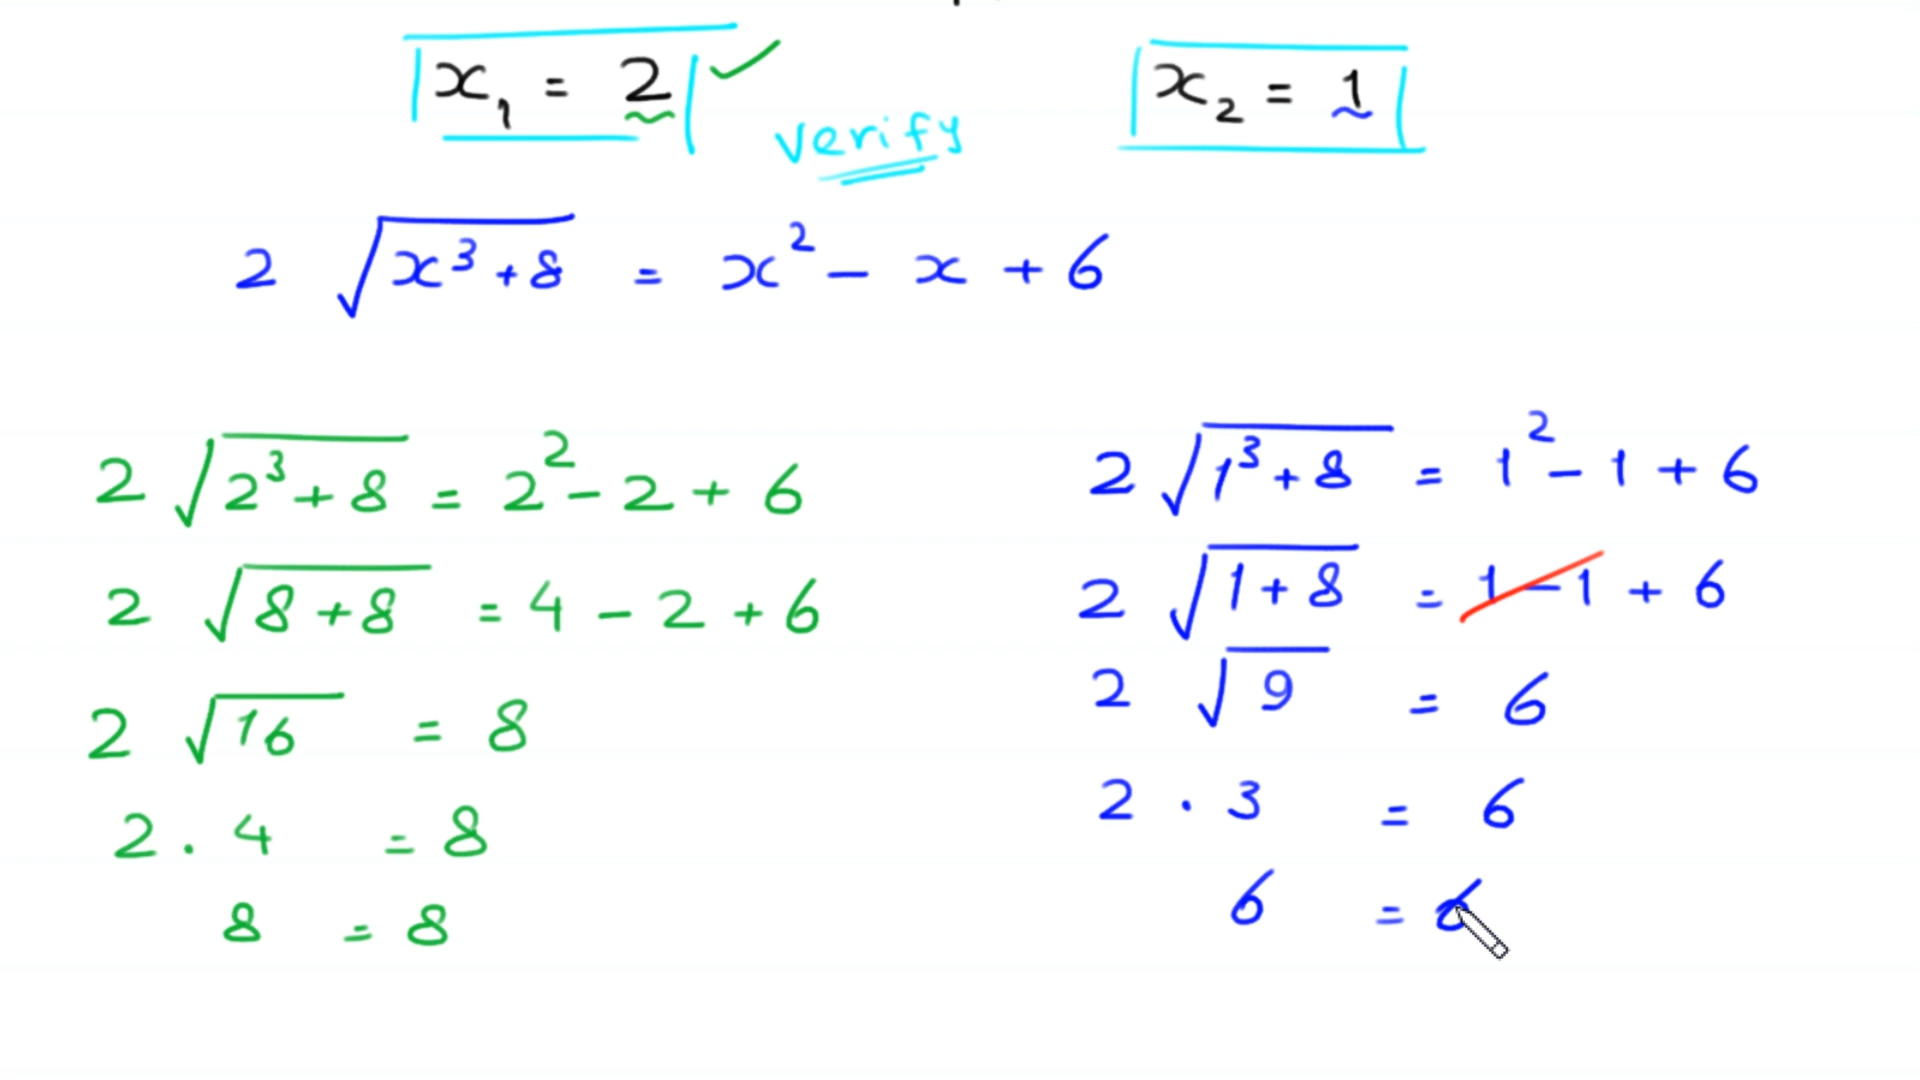 x₁ = 2 ✓
x₂ = 1
verify
2 √(x³ + 8) = x² - x + 6
2 √(2³ + 8) = 2² - 2 + 6
2 √(8 + 8) = 4 - 2 + 6
2 √16 = 8
2 · 4 = 8
8 = 8
2 √(1³ + 8) = 1² - 1 + 6
2 √(1 + 8) = 1 - 1 + 6
2 √9 = 6
2 · 3 = 6
6 = 6